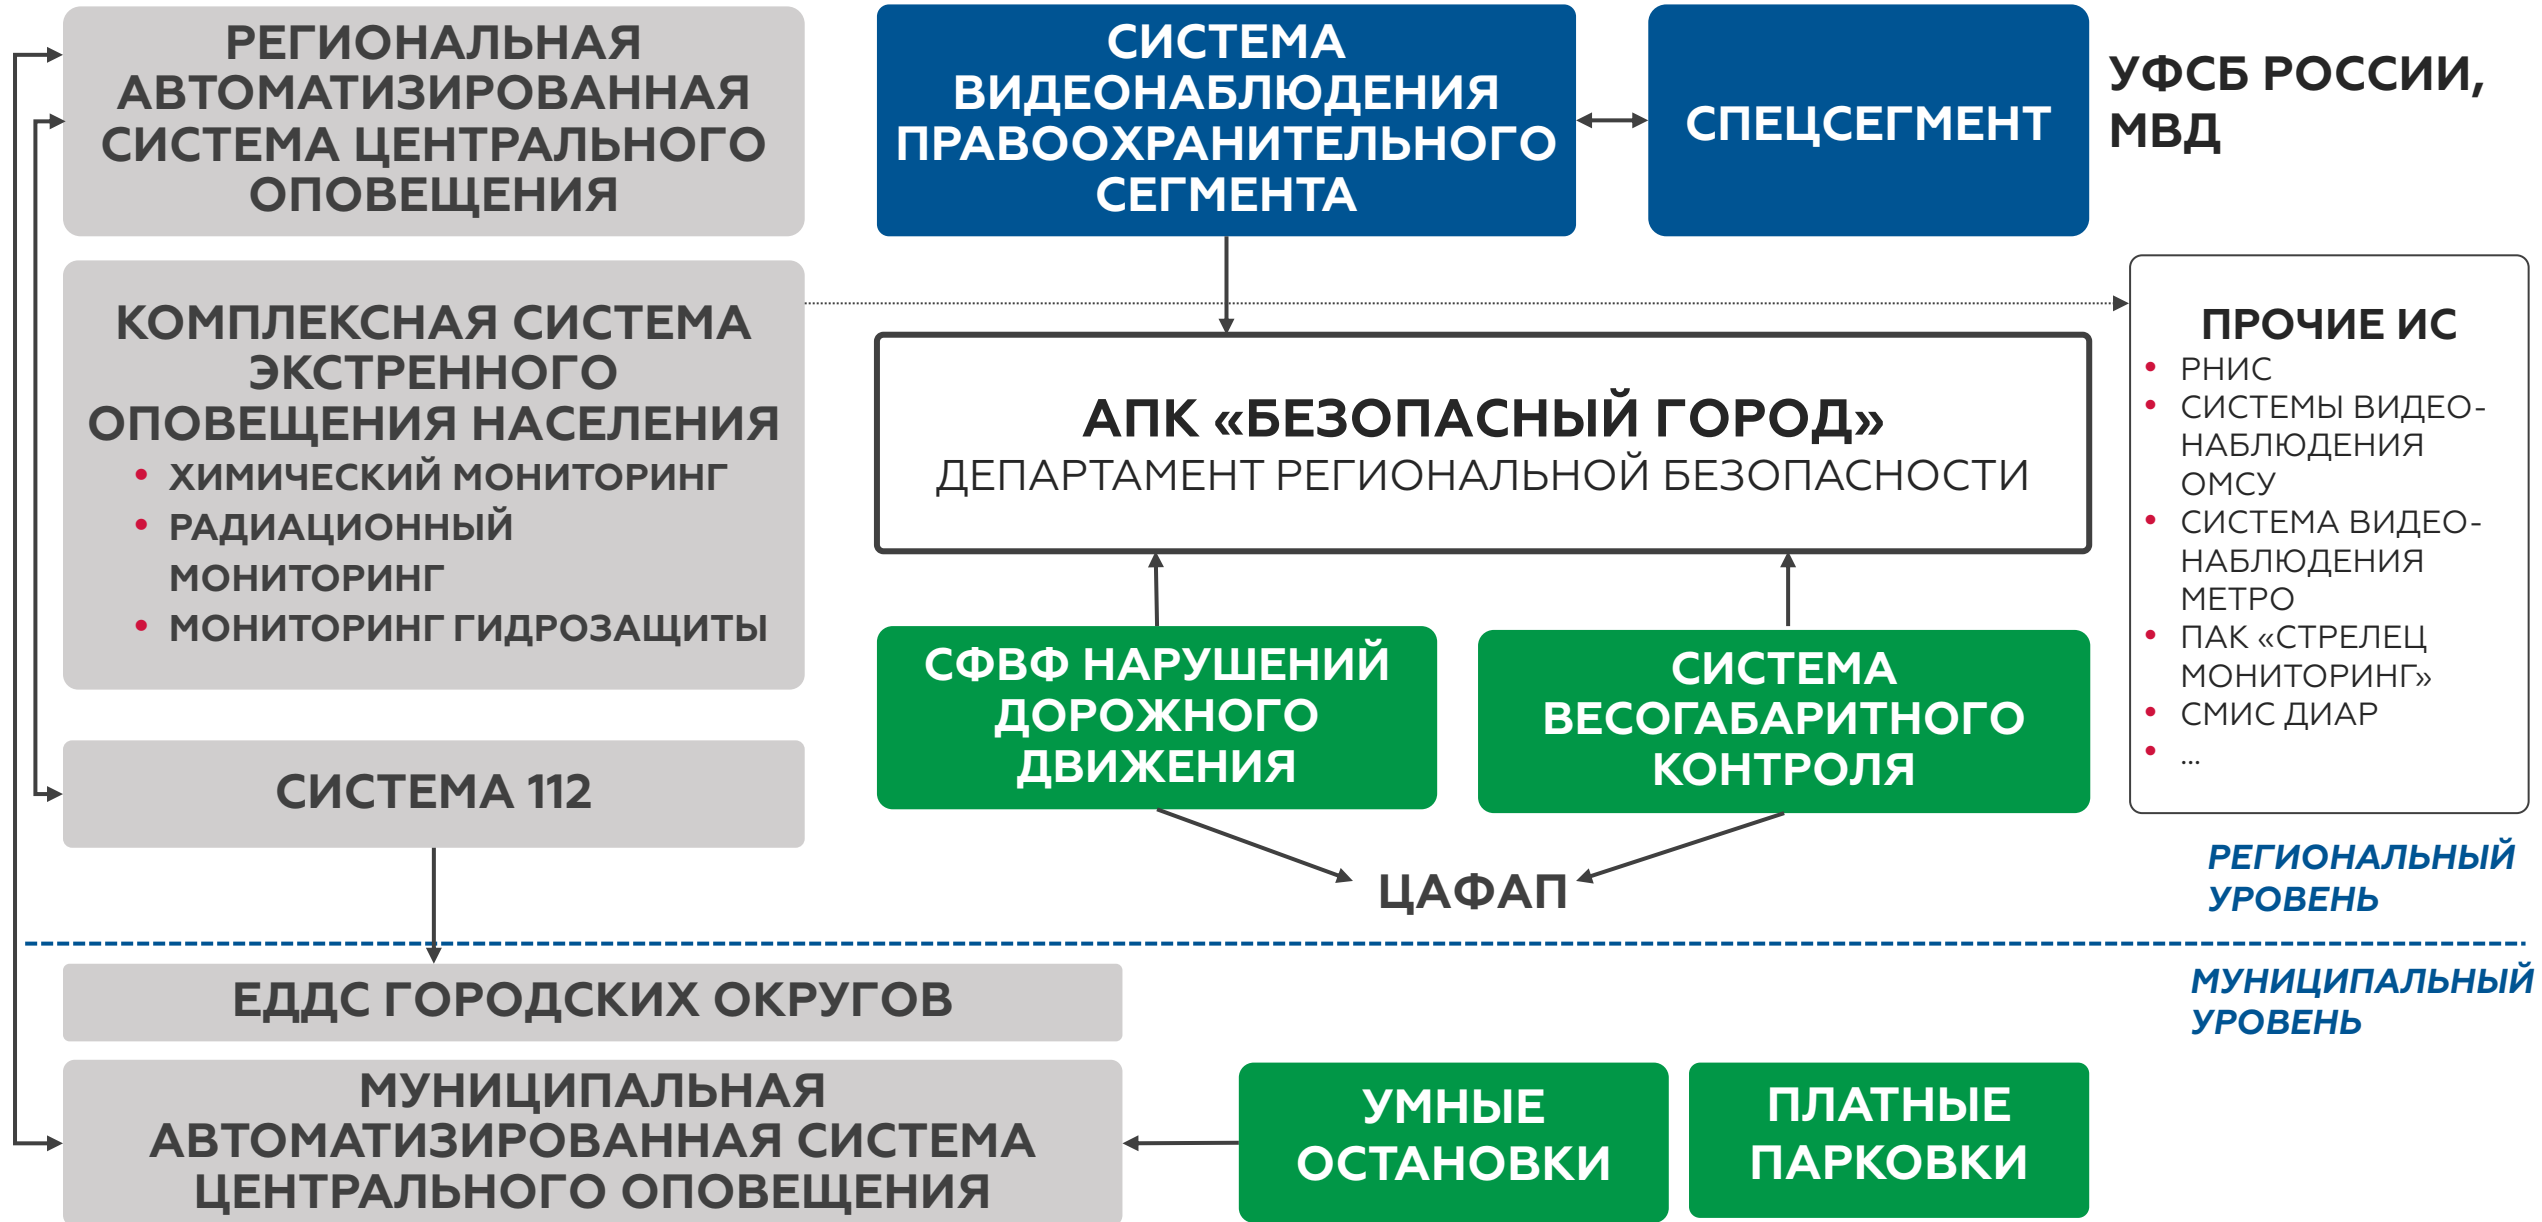 РЕГИОНАЛЬНАЯ
АВТОМАТИЗИРОВАННАЯ
СИСТЕМА ЦЕНТРАЛЬНОГО
ОПОВЕЩЕНИЯ
СИСТЕМА
ВИДЕОНАБЛЮДЕНИЯ
ПРАВООХРАНИТЕЛЬНОГО
СЕГМЕНТА
СПЕЦСЕГМЕНТ
УФСБ РОССИИ,
МВД
КОМПЛЕКСНАЯ СИСТЕМА
ЭКСТРЕННОГО
ОПОВЕЩЕНИЯ НАСЕЛЕНИЯ
• ХИМИЧЕСКИЙ МОНИТОРИНГ
• РАДИАЦИОННЫЙ
МОНИТОРИНГ
• МОНИТОРИНГ ГИДРОЗАЩИТЫ
АПК «БЕЗОПАСНЫЙ ГОРОД»
ДЕПАРТАМЕНТ РЕГИОНАЛЬНОЙ БЕЗОПАСНОСТИ
ПРОЧИЕ ИС
• РНИС
• СИСТЕМЫ ВИДЕО-
НАБЛЮДЕНИЯ
ОМСУ
• СИСТЕМА ВИДЕО-
НАБЛЮДЕНИЯ
МЕТРО
• ПАК «СТРЕЛЕЦ
МОНИТОРИНГ»
• СМИС ДИАР
• ...
СФВФ НАРУШЕНИЙ
ДОРОЖНОГО
ДВИЖЕНИЯ
СИСТЕМА
ВЕСОГАБАРИТНОГО
КОНТРОЛЯ
СИСТЕМА 112
ЦАФАП
РЕГИОНАЛЬНЫЙ
УРОВЕНЬ
МУНИЦИПАЛЬНЫЙ
УРОВЕНЬ
ЕДДС ГОРОДСКИХ ОКРУГОВ
МУНИЦИПАЛЬНАЯ
АВТОМАТИЗИРОВАННАЯ СИСТЕМА
ЦЕНТРАЛЬНОГО ОПОВЕЩЕНИЯ
УМНЫЕ
ОСТАНОВКИ
ПЛАТНЫЕ
ПАРКОВКИ